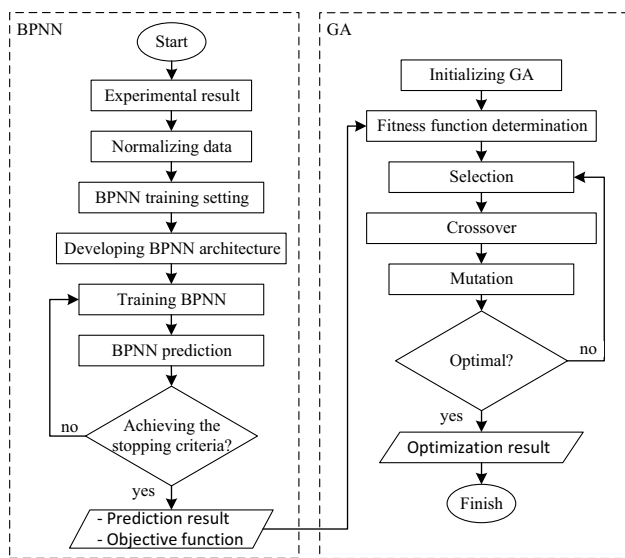 BPNN
Start
Experimental result
Normalizing data
BPNN training setting
Developing BPNN architecture
Training BPNN
BPNN prediction
no
Achieving the
stopping criteria?
yes
- Prediction result
- Objective function
GA
Initializing GA
Fitness function determination
Selection
Crossover
Mutation
Optimal?
no
yes
Optimization result
Finish